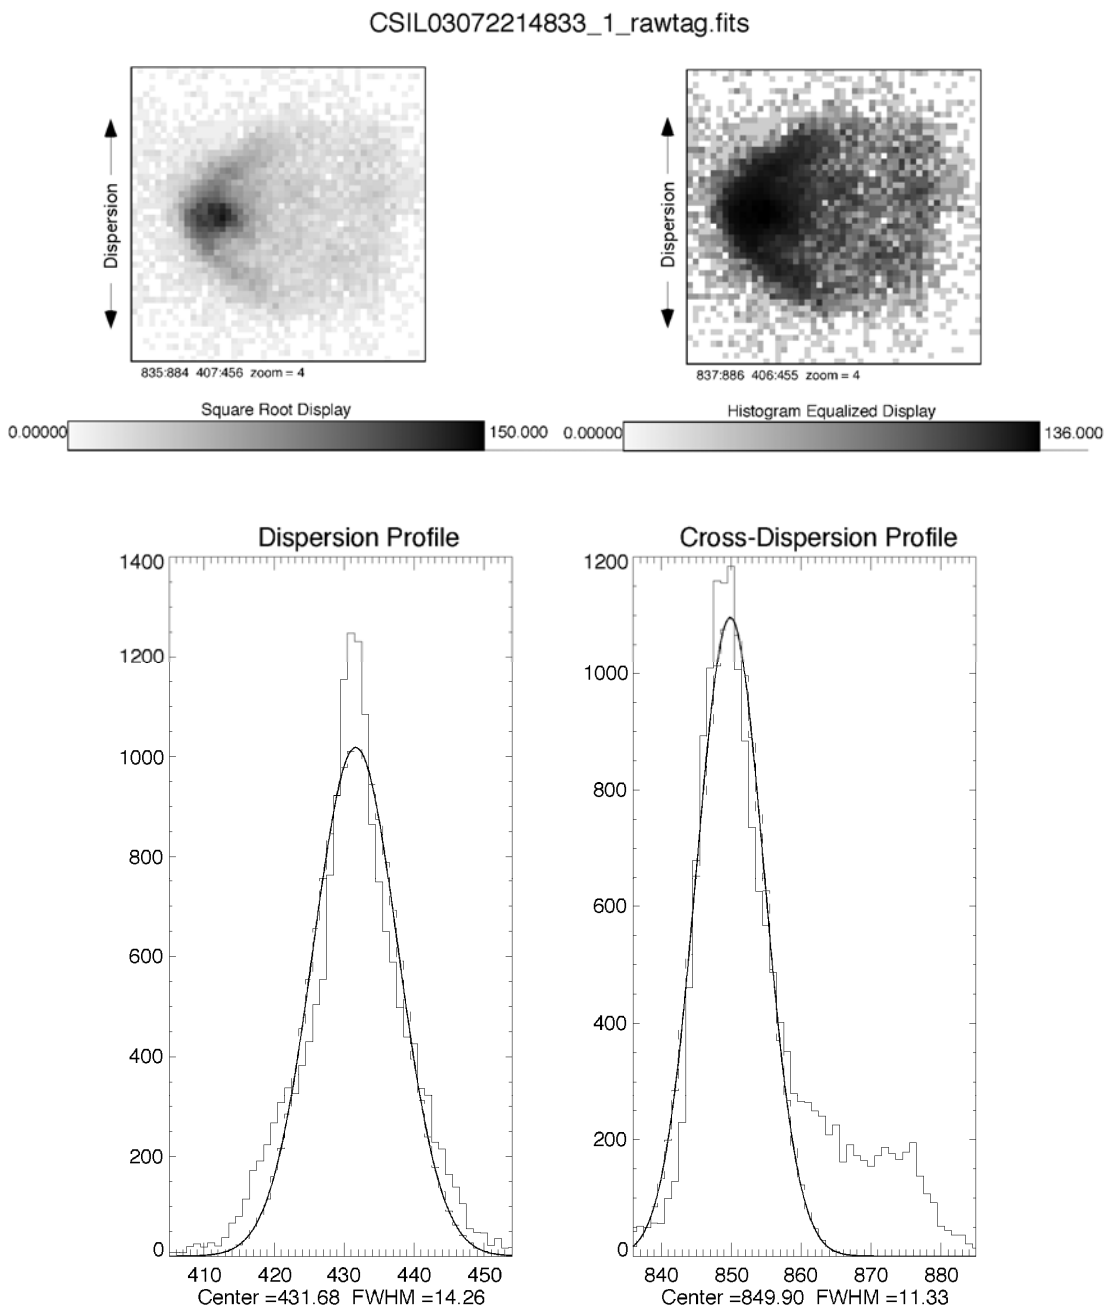 CSIL03072214833_1_rawtag.fits
Dispersion
835:884 407:456 zoom = 4
Square Root Display
0.00000 150.000
Dispersion
837:886 406:455 zoom = 4
Histogram Equalized Display
0.00000 136.000
Dispersion Profile
1400
1200
1000
800
600
400
200
0
410 420 430 440 450
Center =431.68 FWHM =14.26
Cross-Dispersion Profile
1200
1000
800
600
400
200
0
840 850 860 870 880
Center =849.90 FWHM =11.33